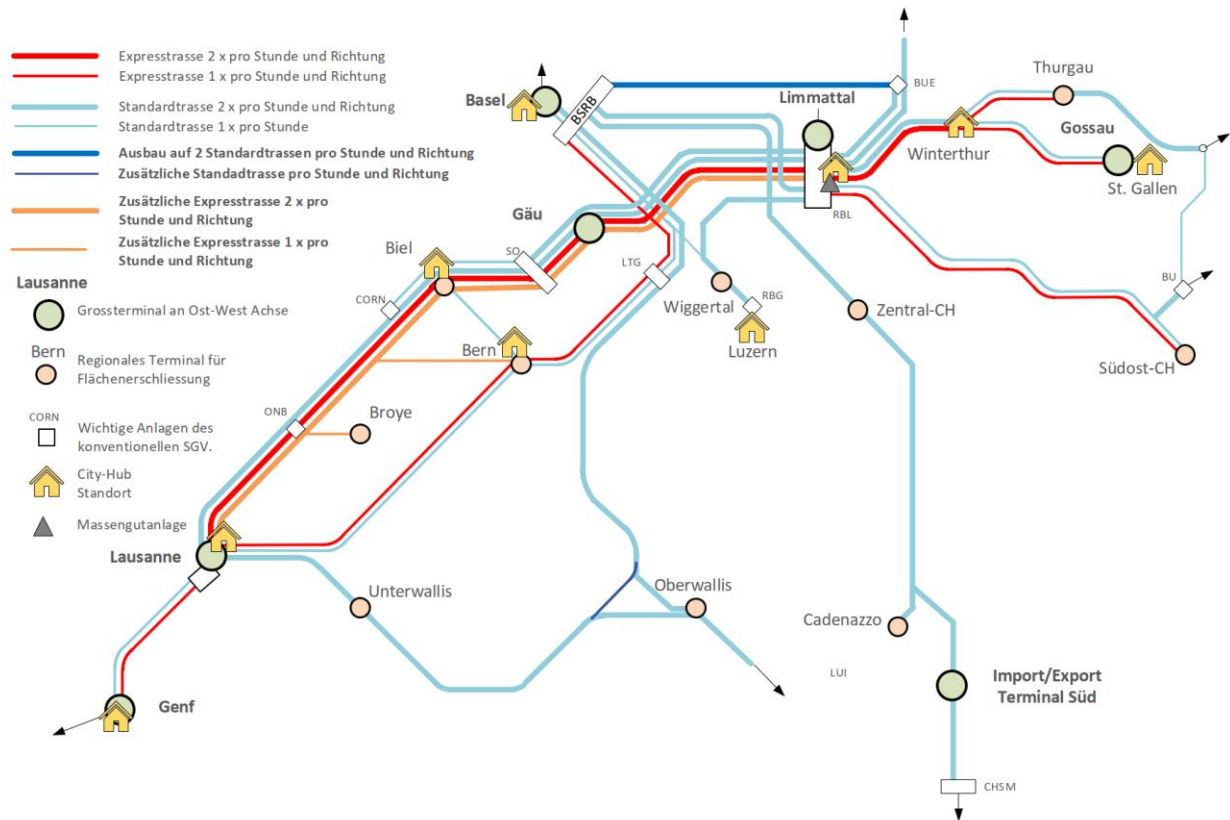 Expresstrasse 2 x pro Stunde und Richtung
Expresstrasse 1 x pro Stunde und Richtung
Standardtrasse 2 x pro Stunde und Richtung
Standardtrasse 1 x pro Stunde
Ausbau auf 2 Standardtrassen pro Stunde und Richtung
Zusätzliche Standadtrasse pro Stunde und Richtung
Zusätzliche Expresstrasse 2 x pro
Stunde und Richtung
Zusätzliche Expresstrasse 1 x pro
Stunde und Richtung
Lausanne
Grossterminal an Ost-West Achse
Bern
Regionales Terminal für
Flächenerschliessung
CORN
Wichtige Anlagen des
konventionellen SGV.
City-Hub
Standort
Massengutanlage
Basel
BSRB
Limmattal
BUE
Thurgau
Gossau
Winterthur
St. Gallen
RBL
Gäu
Biel
SO
LTG
CORN
Wiggertal
RBG
Luzern
Zentral-CH
BU
Südost-CH
Bern
ONB
Broye
Lausanne
Unterwallis
Oberwallis
Cadenazzo
LUI
Import/Export
Terminal Süd
Genf
CHSM